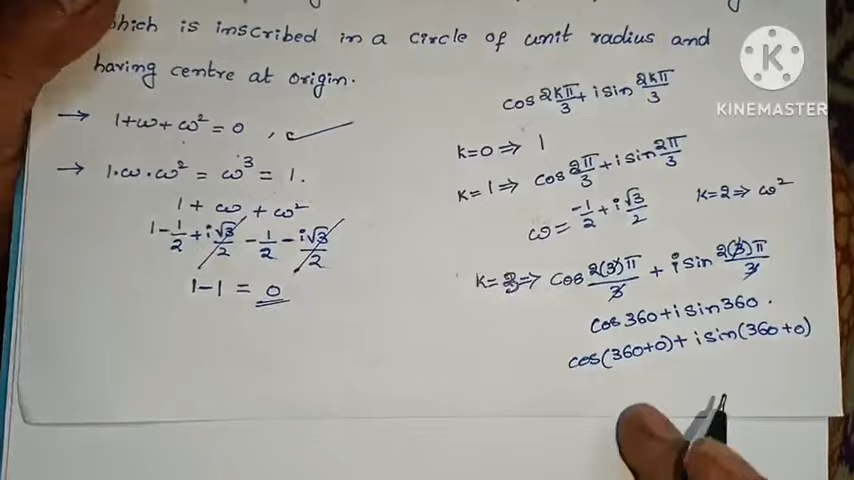 which is inscribed in a circle of unit radius and
having centre at origin.
→ 1+ω+ω² = 0 ,
→ 1·ω·ω² = ω³ = 1.
1 + ω + ω²
1 - 1/2 + i√3/2 - 1/2 - i√3/2
1-1 = 0
cos 2kπ/3 + i sin 2kπ/3
k=0 ⇒ 1
k=1 ⇒ cos 2π/3 + i sin 2π/3
ω = -1/2 + i √3/2
k=2 ⇒ ω²
k=3 ⇒ cos 2(3)π/3 + i sin 2(3)π/3
cos 360 + i sin 360 .
cos(360+0) + i sin(360+0)
K
KINEMASTER